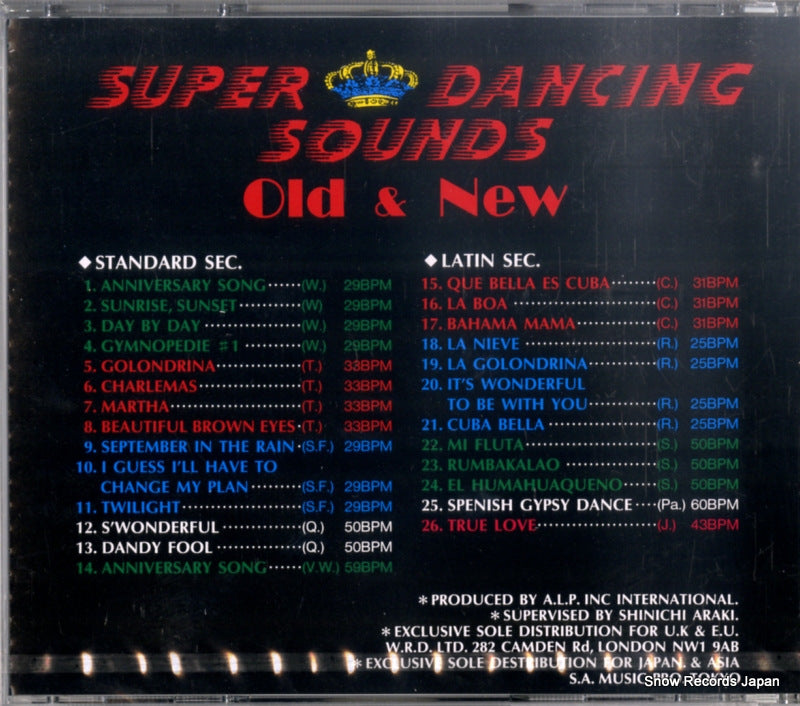 SUPER DANCING
SOUNDS
Old & New
◆STANDARD SEC.
1. ANNIVERSARY SONG······(W.) 29BPM
2. SUNRISE, SUNSET···········(W) 29BPM
3. DAY BY DAY·················(W.) 29BPM
4. GYMNOPEDIE #1···········(W.) 29BPM
5. GOLONDRINA···············(T.) 33BPM
6. CHARLEMAS·················(T.) 33BPM
7. MARTHA······················(T.) 33BPM
8. BEAUTIFUL BROWN EYES·(T.) 33BPM
9. SEPTEMBER IN THE RAIN·(S.F.) 29BPM
10. I GUESS I'LL HAVE TO
CHANGE MY PLAN········(S.F.) 29BPM
11. TWILIGHT··················(S.F.) 29BPM
12. S'WONDERFUL·············(Q.) 50BPM
13. DANDY FOOL ··············(Q.) 50BPM
14. ANNIVERSARY SONG······(V.W.) 59BPM
◆LATIN SEC.
15. QUE BELLA ES CUBA········(C.) 31BPM
16. LA BOA ······················(C.) 31BPM
17. BAHAMA MAMA·············(C.) 31BPM
18. LA NIEVE ····················(R.) 25BPM
19. LA GOLONDRINA············(R.) 25BPM
20. IT'S WONDERFUL
TO BE WITH YOU···········(R.) 25BPM
21. CUBA BELLA·················(R.) 25BPM
22. MI FLUTA····················(S.) 50BPM
23. RUMBAKALAO···············(S.) 50BPM
24. EL HUMAHUAQUENO······(S.) 50BPM
25. SPENISH GYPSY DANCE ····(Pa.) 60BPM
26. TRUE LOVE··················(J.) 43BPM
＊PRODUCED BY A.L.P. INC INTERNATIONAL.
＊SUPERVISED BY SHINICHI ARAKI.
＊EXCLUSIVE SOLE DISTRIBUTION FOR U.K & E.U.
W.R.D. LTD. 282 CAMDEN Rd, LONDON NW1 9AB
＊EXCLUSIVE SOLE DESTRIBUTION FOR JAPAN. & ASIA
S.A. MUSIC PRO. TOKYO
Show Records Japan